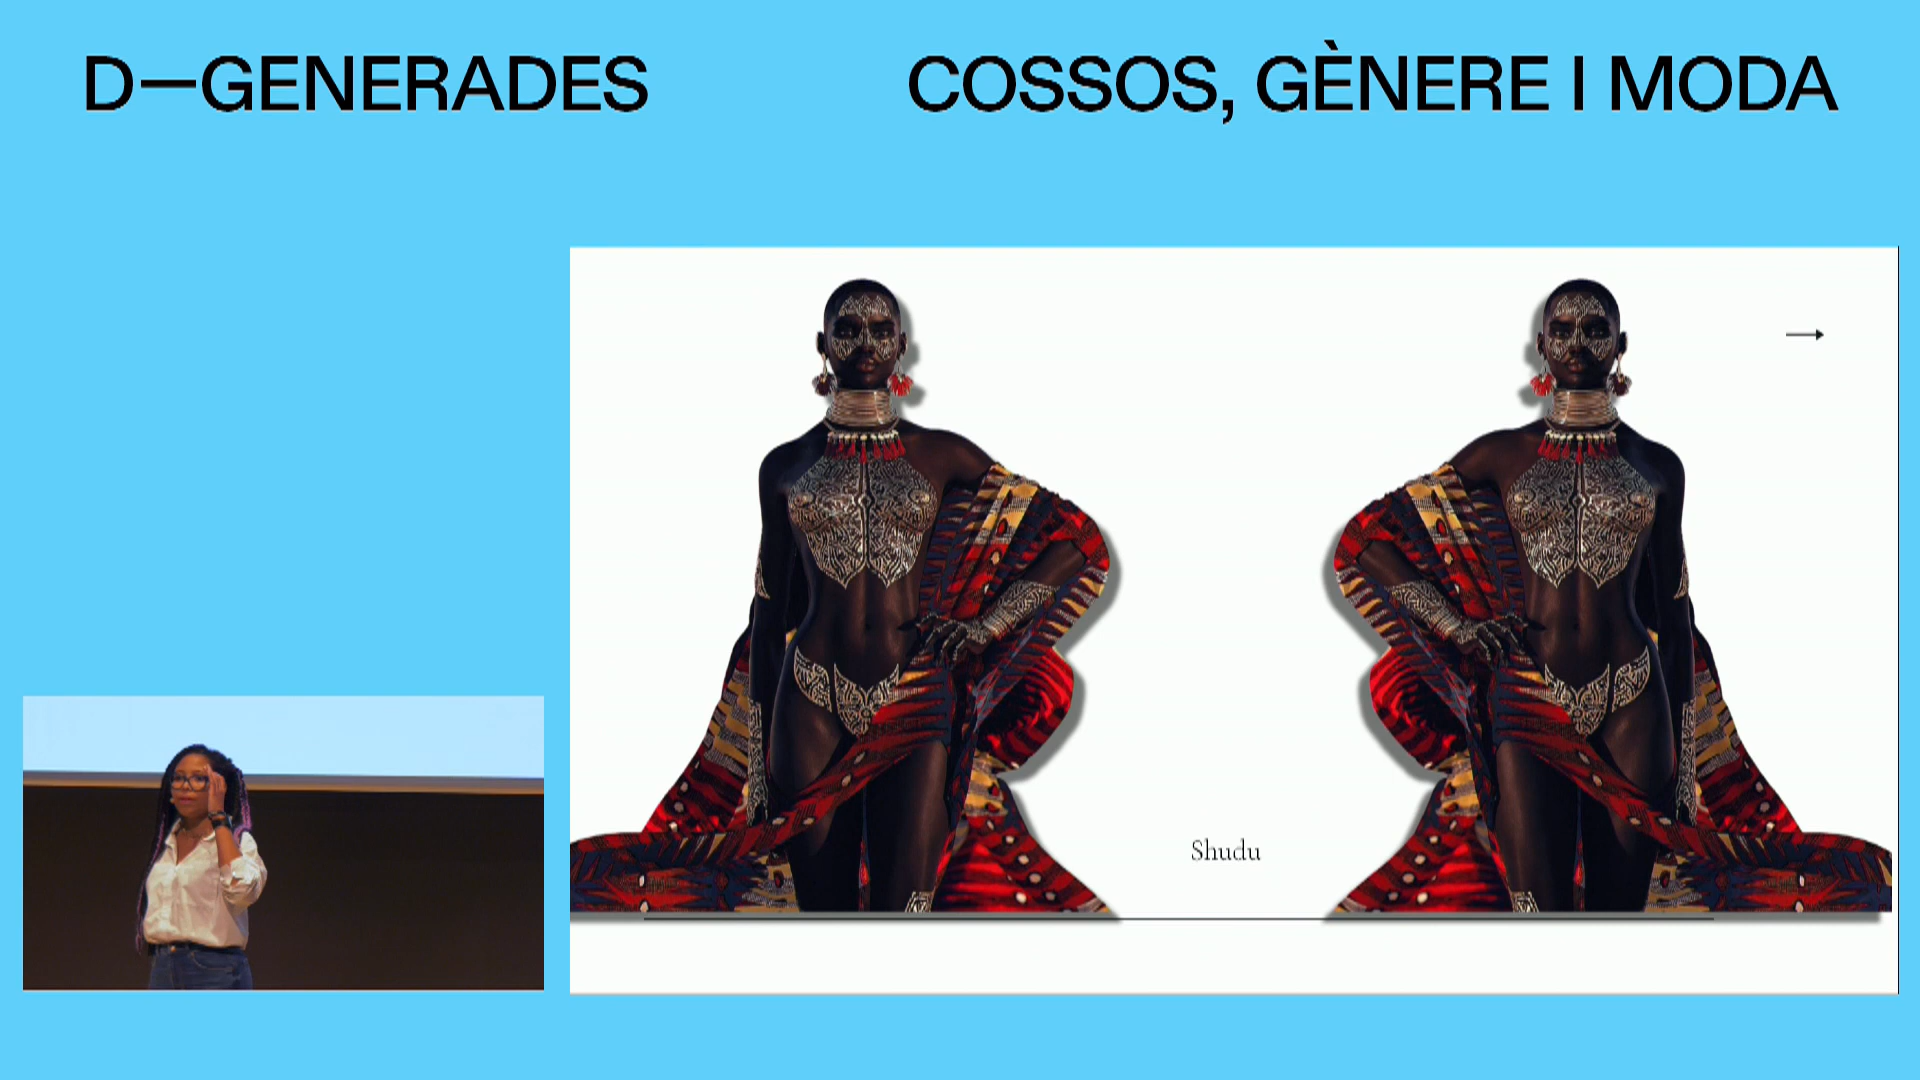 D—GENERADES
COSSOS, GÈNERE I MODA
Shudu